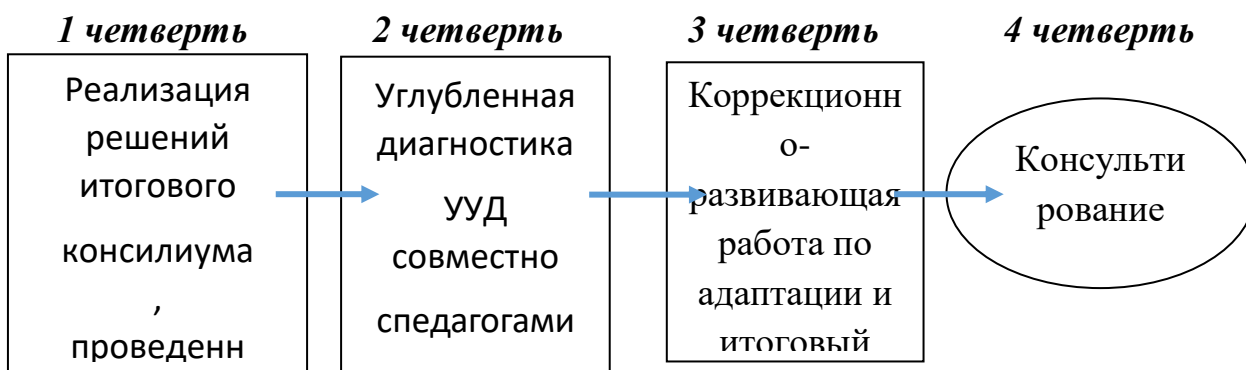 1 четверть 2 четверть 3 четверть 4 четверть
Реализация
решений
итогового
консилиума
,
проведенн
Углубленная
диагностика
УУД
совместно
спедагогами
Коррекционн
о-
развивающая
работа по
адаптации и
итоговый
Консульти
рование